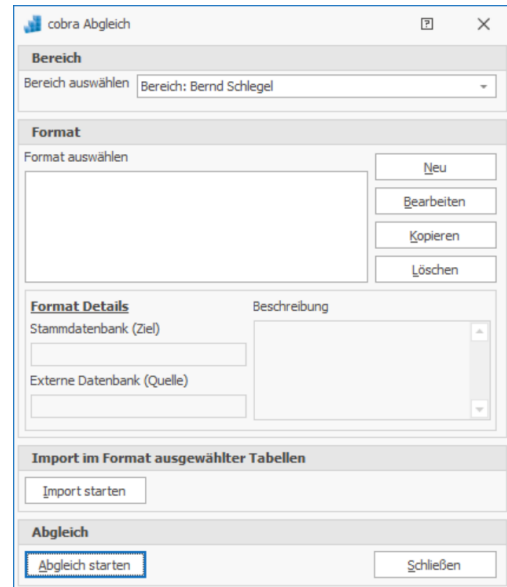 cobra Abgleich
Bereich
Bereich auswählen Bereich: Bernd Schlegel
Format
Format auswählen
Neu
Bearbeiten
Kopieren
Löschen
Format Details
Beschreibung
Stammdatenbank (Ziel)
Externe Datenbank (Quelle)
Import im Format ausgewählter Tabellen
Import starten
Abgleich
Abgleich starten
Schließen